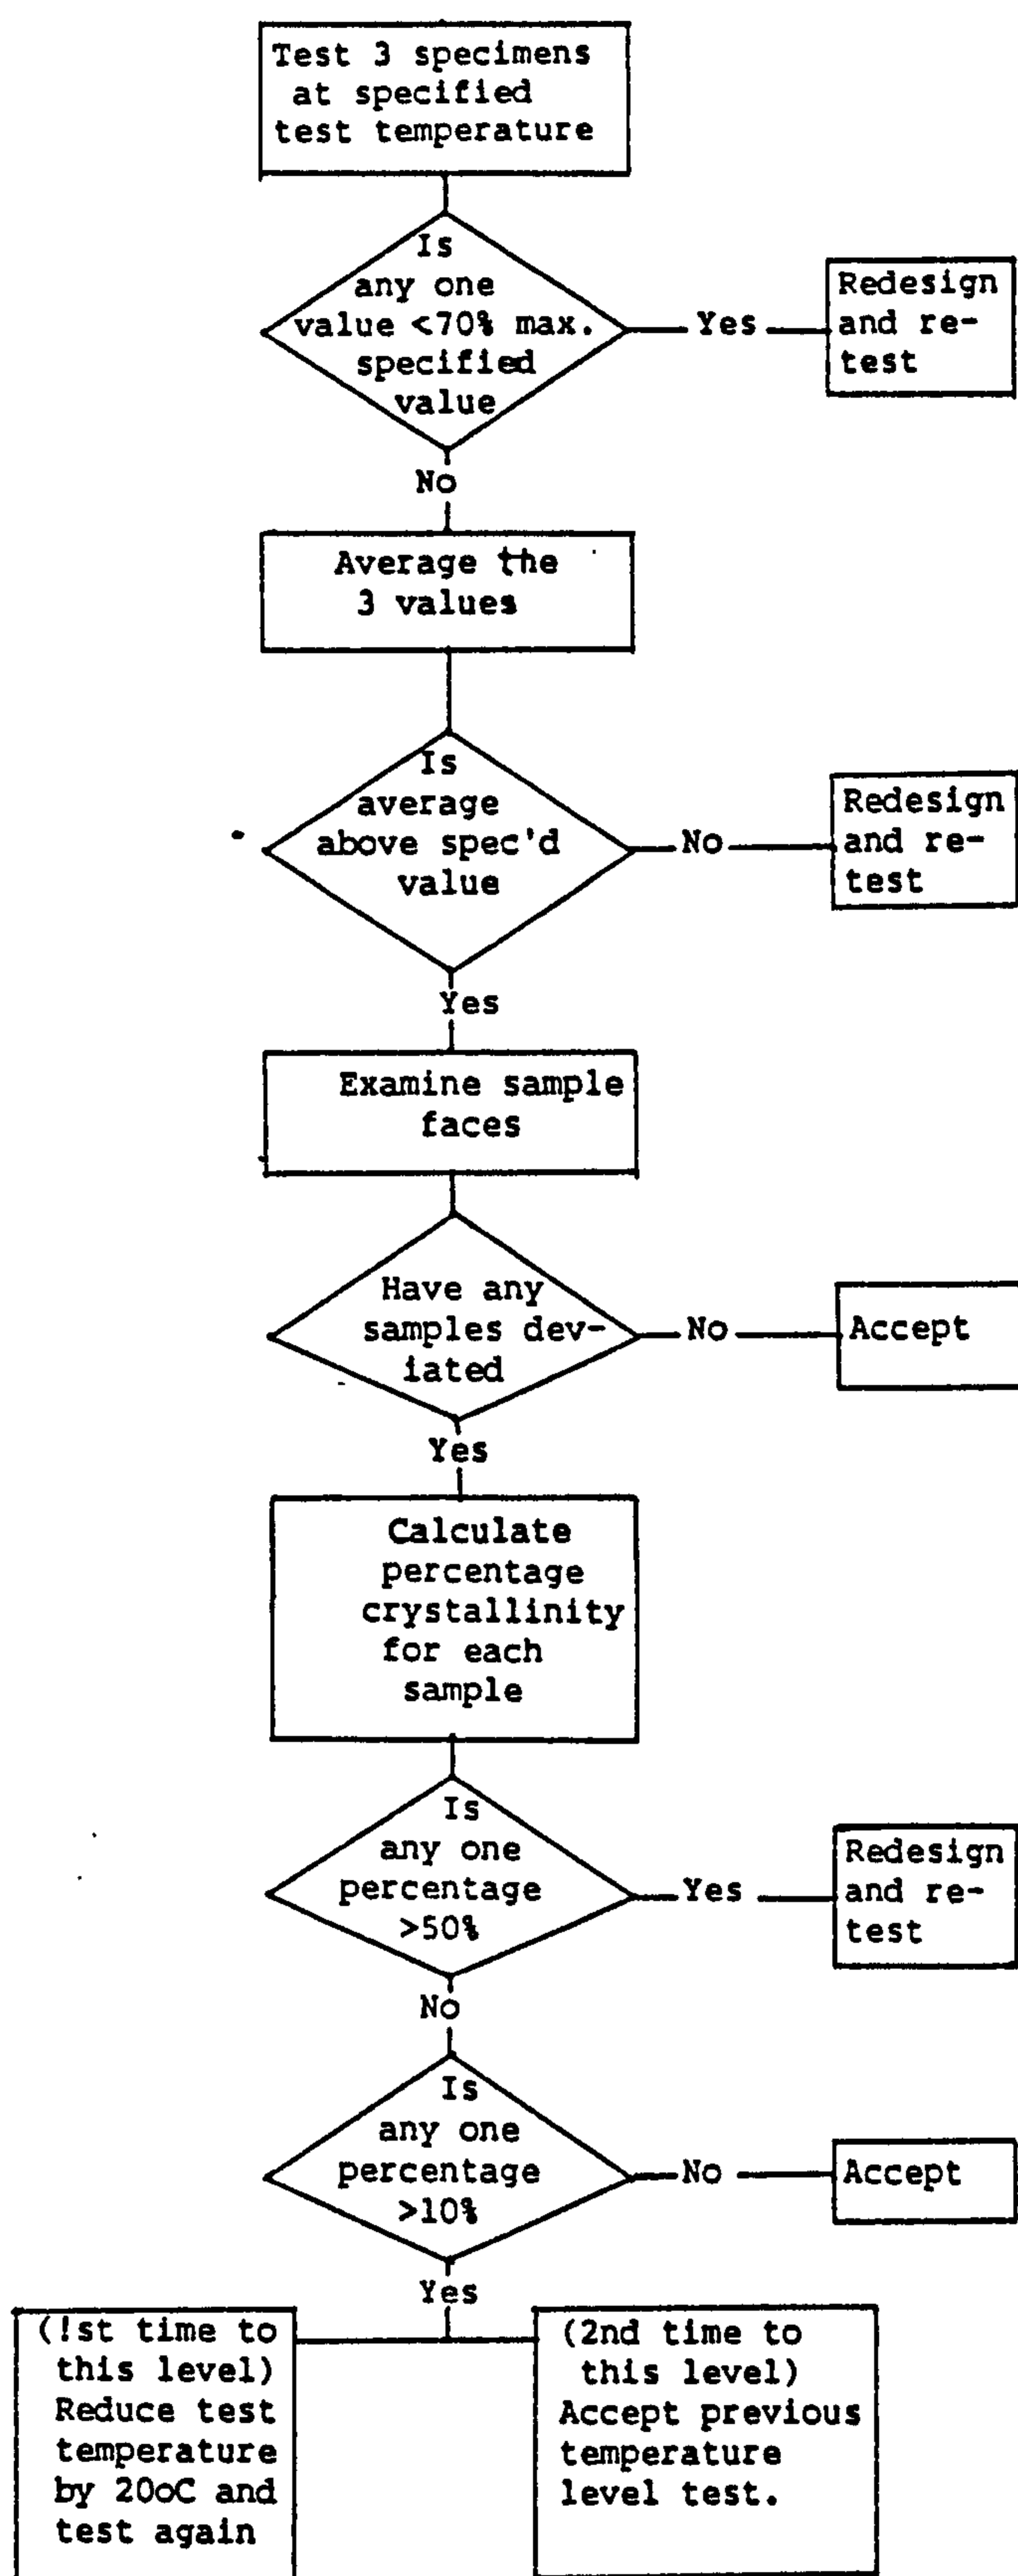 Test 3 specimens
at specified
test temperature
Is
any one
value <70% max.
specified
value
Yes
Redesign
and re-
test
No
Average the
3 values
Is
average
above spec'd
value
No
Redesign
and re-
test
Yes
Examine sample
faces
Have any
samples dev-
iated
No
Accept
Yes
Calculate
percentage
crystallinity
for each
sample
Is
any one
percentage
>50%
Yes
Redesign
and re-
test
No
Is
any one
percentage
>10%
No
Accept
Yes
(!st time to
this level)
Reduce test
temperature
by 20oC and
test again
(2nd time to
this level)
Accept previous
temperature
level test.